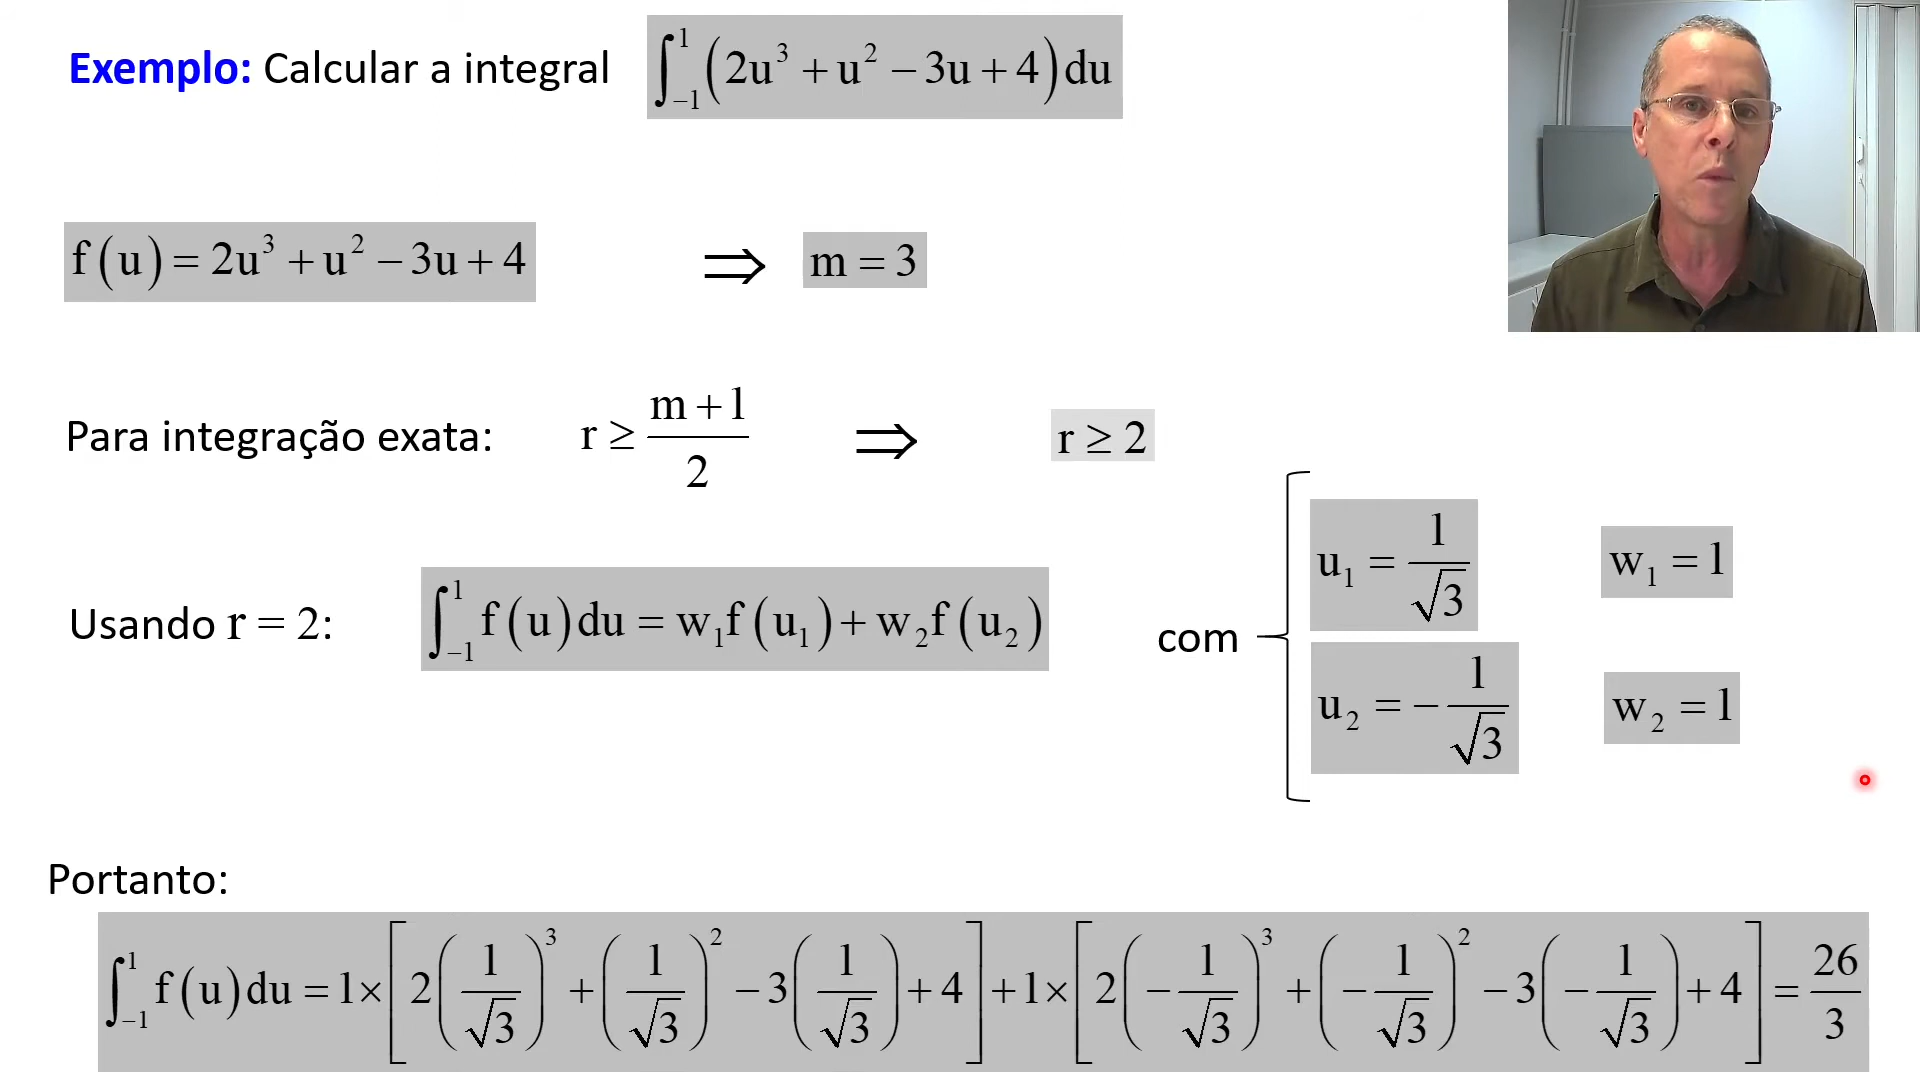 Exemplo: Calcular a integral ∫₋₁¹ (2u³ + u² − 3u + 4) du
f(u) = 2u³ + u² − 3u + 4 ⇒ m = 3
Para integração exata: r ≥ (m + 1)/2 ⇒ r ≥ 2
Usando r = 2: ∫₋₁¹ f(u) du = w₁f(u₁) + w₂f(u₂) com
u₁ = 1/√3 w₁ = 1
u₂ = −1/√3 w₂ = 1
Portanto:
∫₋₁¹ f(u) du = 1×[2(1/√3)³ + (1/√3)² − 3(1/√3) + 4] + 1×[2(−1/√3)³ + (−1/√3)² − 3(−1/√3) + 4] = 26/3